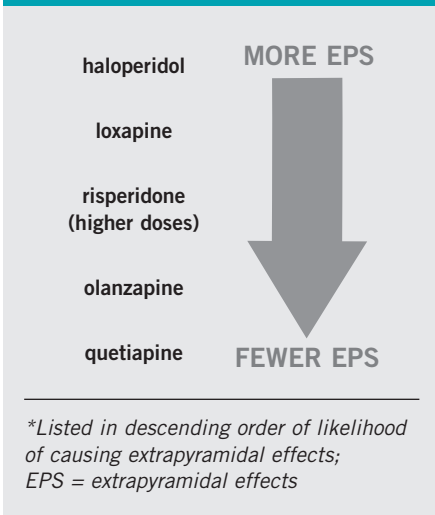 haloperidol
MORE EPS
loxapine
risperidone
(higher doses)
olanzapine
quetiapine
FEWER EPS
*Listed in descending order of likelihood
of causing extrapyramidal effects;
EPS = extrapyramidal effects